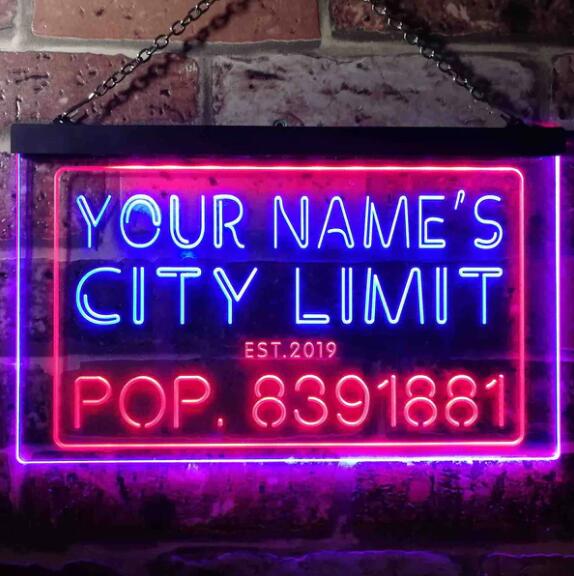 YOUR NAME'S
CITY LIMIT
EST.2019
POP. 8391881